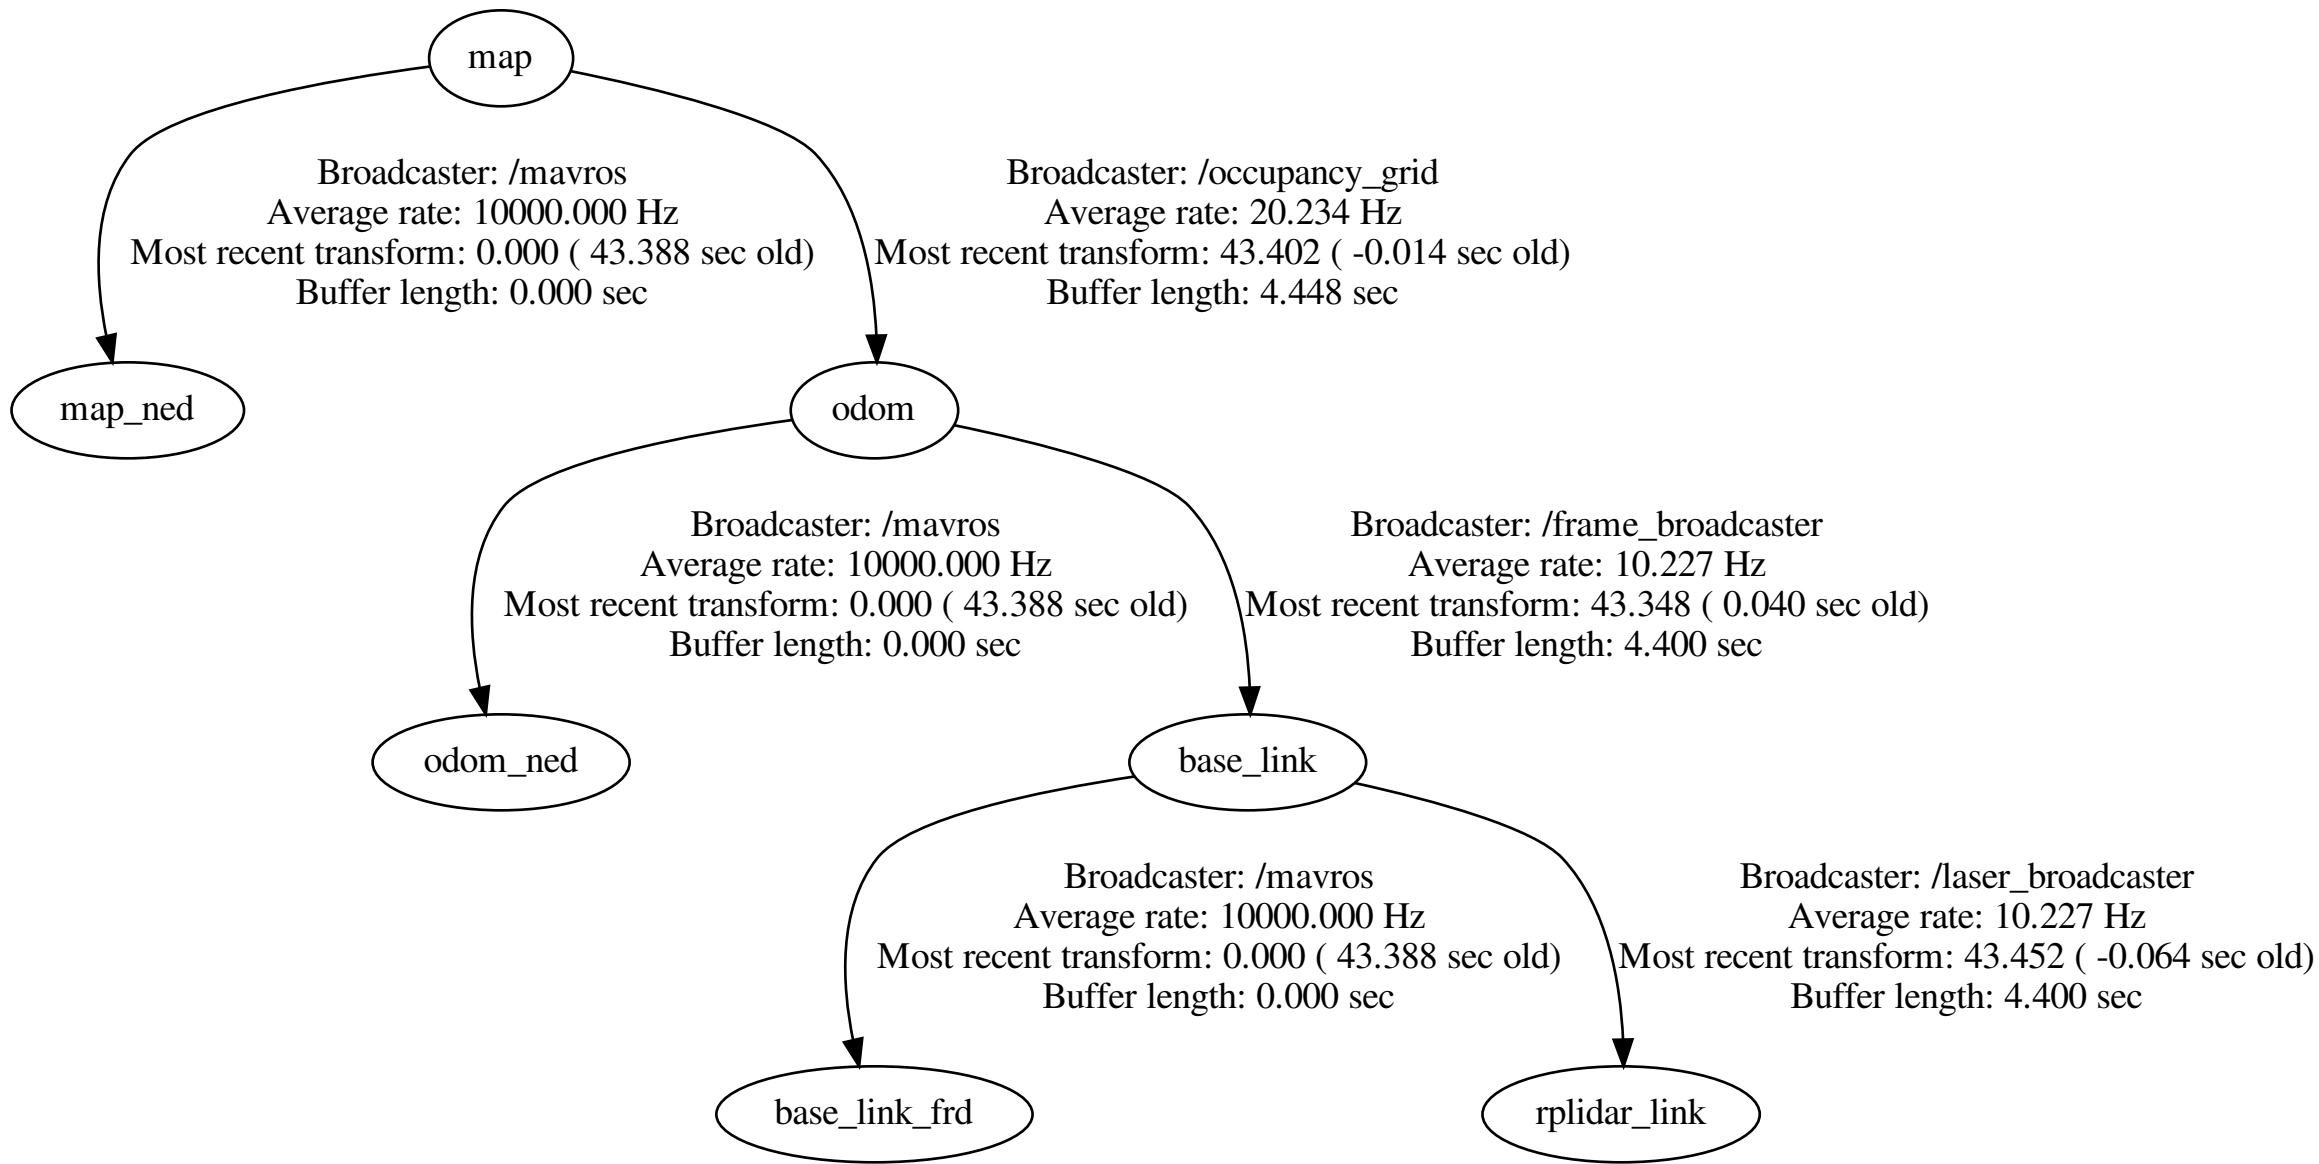 map
Broadcaster: /mavros
Average rate: 10000.000 Hz
Most recent transform: 0.000 ( 43.388 sec old)
Buffer length: 0.000 sec
Broadcaster: /occupancy_grid
Average rate: 20.234 Hz
Most recent transform: 43.402 ( -0.014 sec old)
Buffer length: 4.448 sec
map_ned
odom
Broadcaster: /mavros
Average rate: 10000.000 Hz
Most recent transform: 0.000 ( 43.388 sec old)
Buffer length: 0.000 sec
Broadcaster: /frame_broadcaster
Average rate: 10.227 Hz
Most recent transform: 43.348 ( 0.040 sec old)
Buffer length: 4.400 sec
odom_ned
base_link
Broadcaster: /mavros
Average rate: 10000.000 Hz
Most recent transform: 0.000 ( 43.388 sec old)
Buffer length: 0.000 sec
Broadcaster: /laser_broadcaster
Average rate: 10.227 Hz
Most recent transform: 43.452 ( -0.064 sec old)
Buffer length: 4.400 sec
base_link_frd
rplidar_link